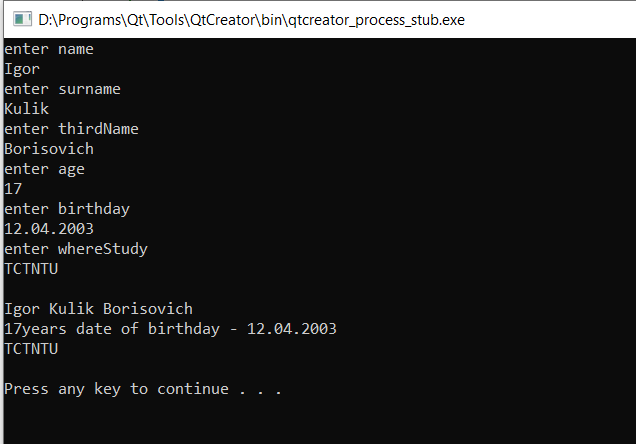 D:\Programs\Qt\Tools\QtCreator\bin\qtcreator_process_stub.exe
enter name
Igor
enter surname
Kulik
enter thirdName
Borisovich
enter age
17
enter birthday
12.04.2003
enter whereStudy
TCTNTU
Igor Kulik Borisovich
17years date of birthday - 12.04.2003
TCTNTU
Press any key to continue . . .